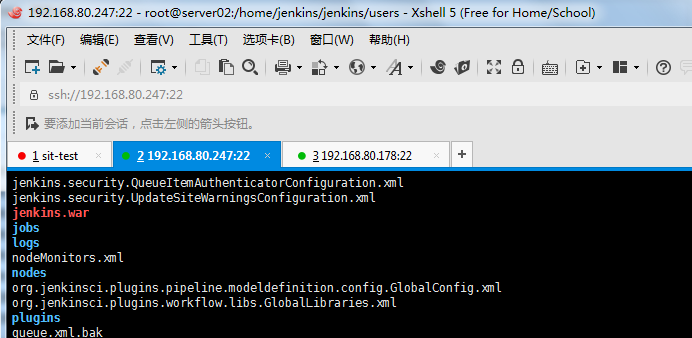 192.168.80.247:22 - root@server02:/home/jenkins/jenkins/users - Xshell 5 (Free for Home/School)
文件(F) 编辑(E) 查看(V) 工具(T) 选项卡(B) 窗口(W) 帮助(H)
ssh://192.168.80.247:22
要添加当前会话，点击左侧的箭头按钮。
1 sit-test × 2 192.168.80.247:22 × 3 192.168.80.178:22 × +
jenkins.security.QueueItemAuthenticatorConfiguration.xml
jenkins.security.UpdateSiteWarningsConfiguration.xml
jenkins.war
jobs
logs
nodeMonitors.xml
nodes
org.jenkinsci.plugins.pipeline.modeldefinition.config.GlobalConfig.xml
org.jenkinsci.plugins.workflow.libs.GlobalLibraries.xml
plugins
queue.xml.bak